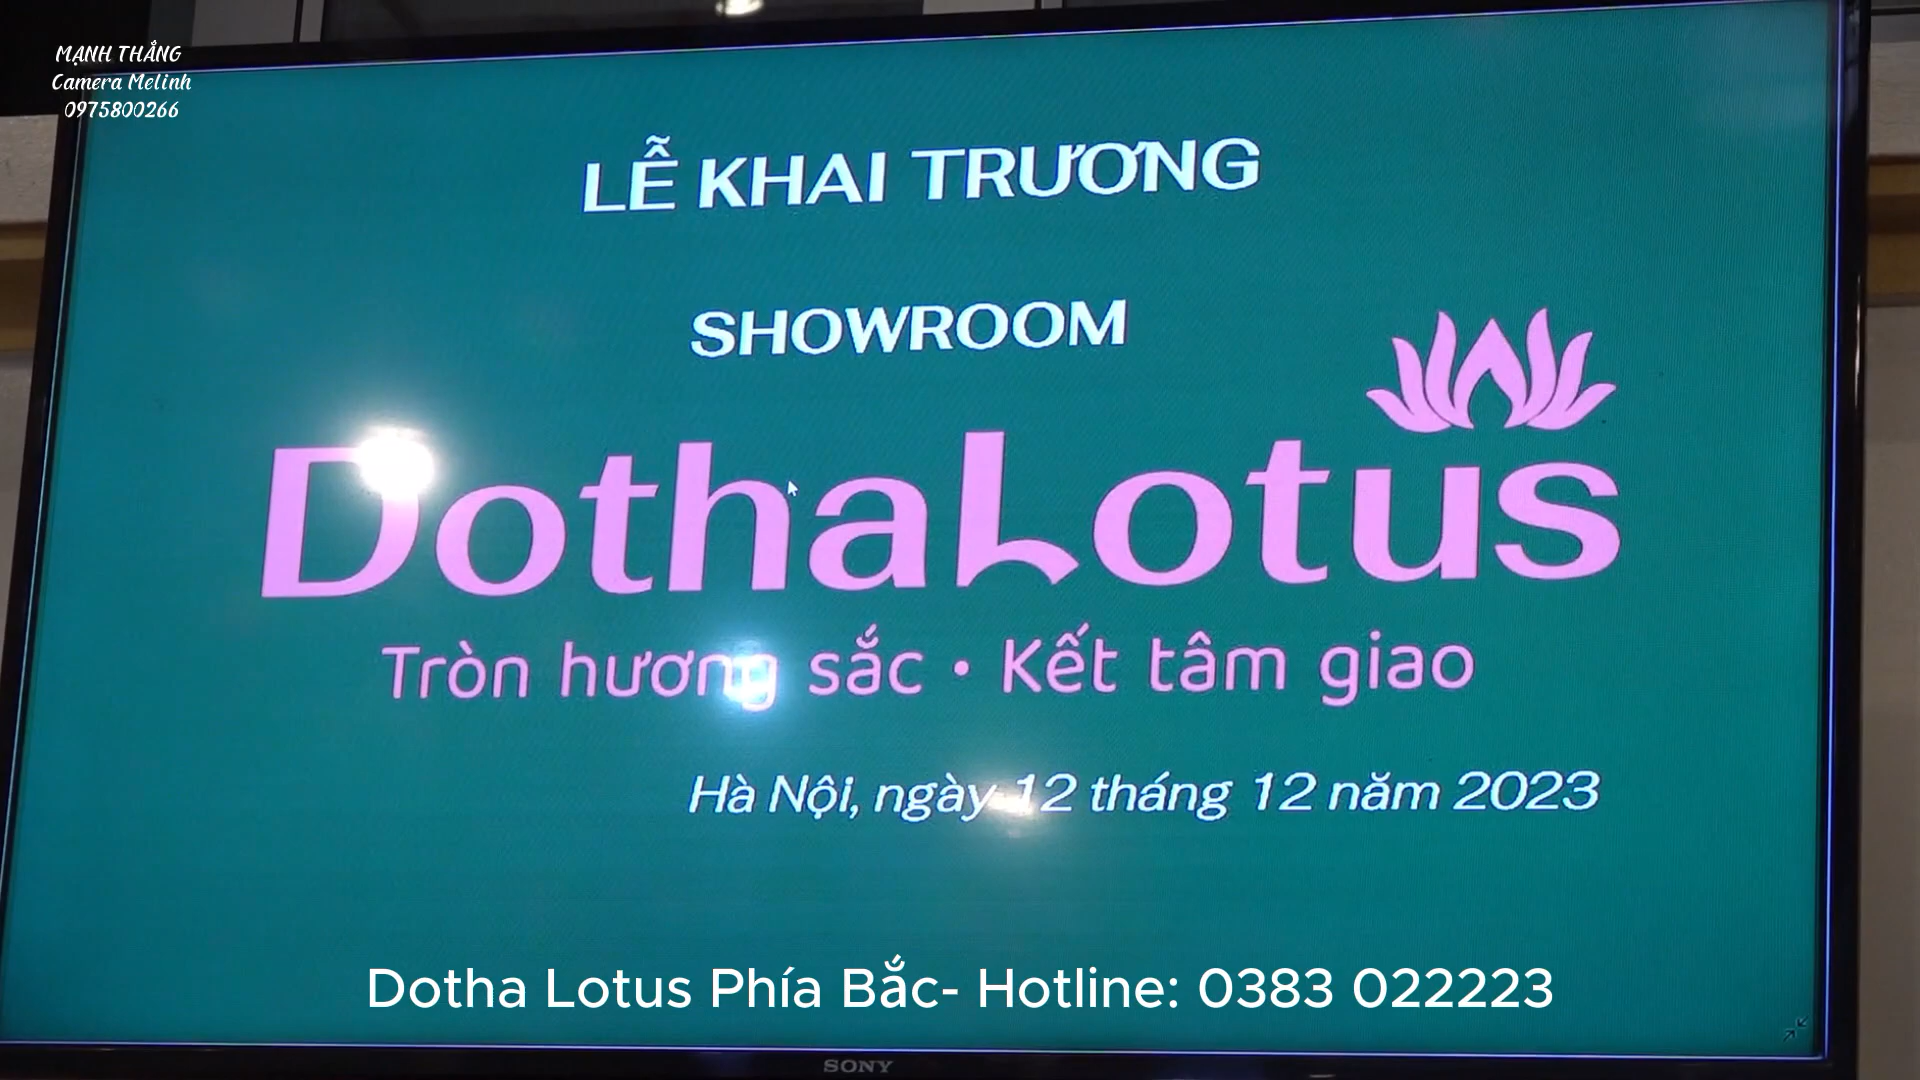 MẠNH THẮNG
Camera Melinh
0975800266
LỄ KHAI TRƯƠNG
SHOWROOM
DothaLotus
Tròn hương sắc • Kết tâm giao
Hà Nội, ngày 12 tháng 12 năm 2023
Dotha Lotus Phía Bắc- Hotline: 0383 022223
SONY